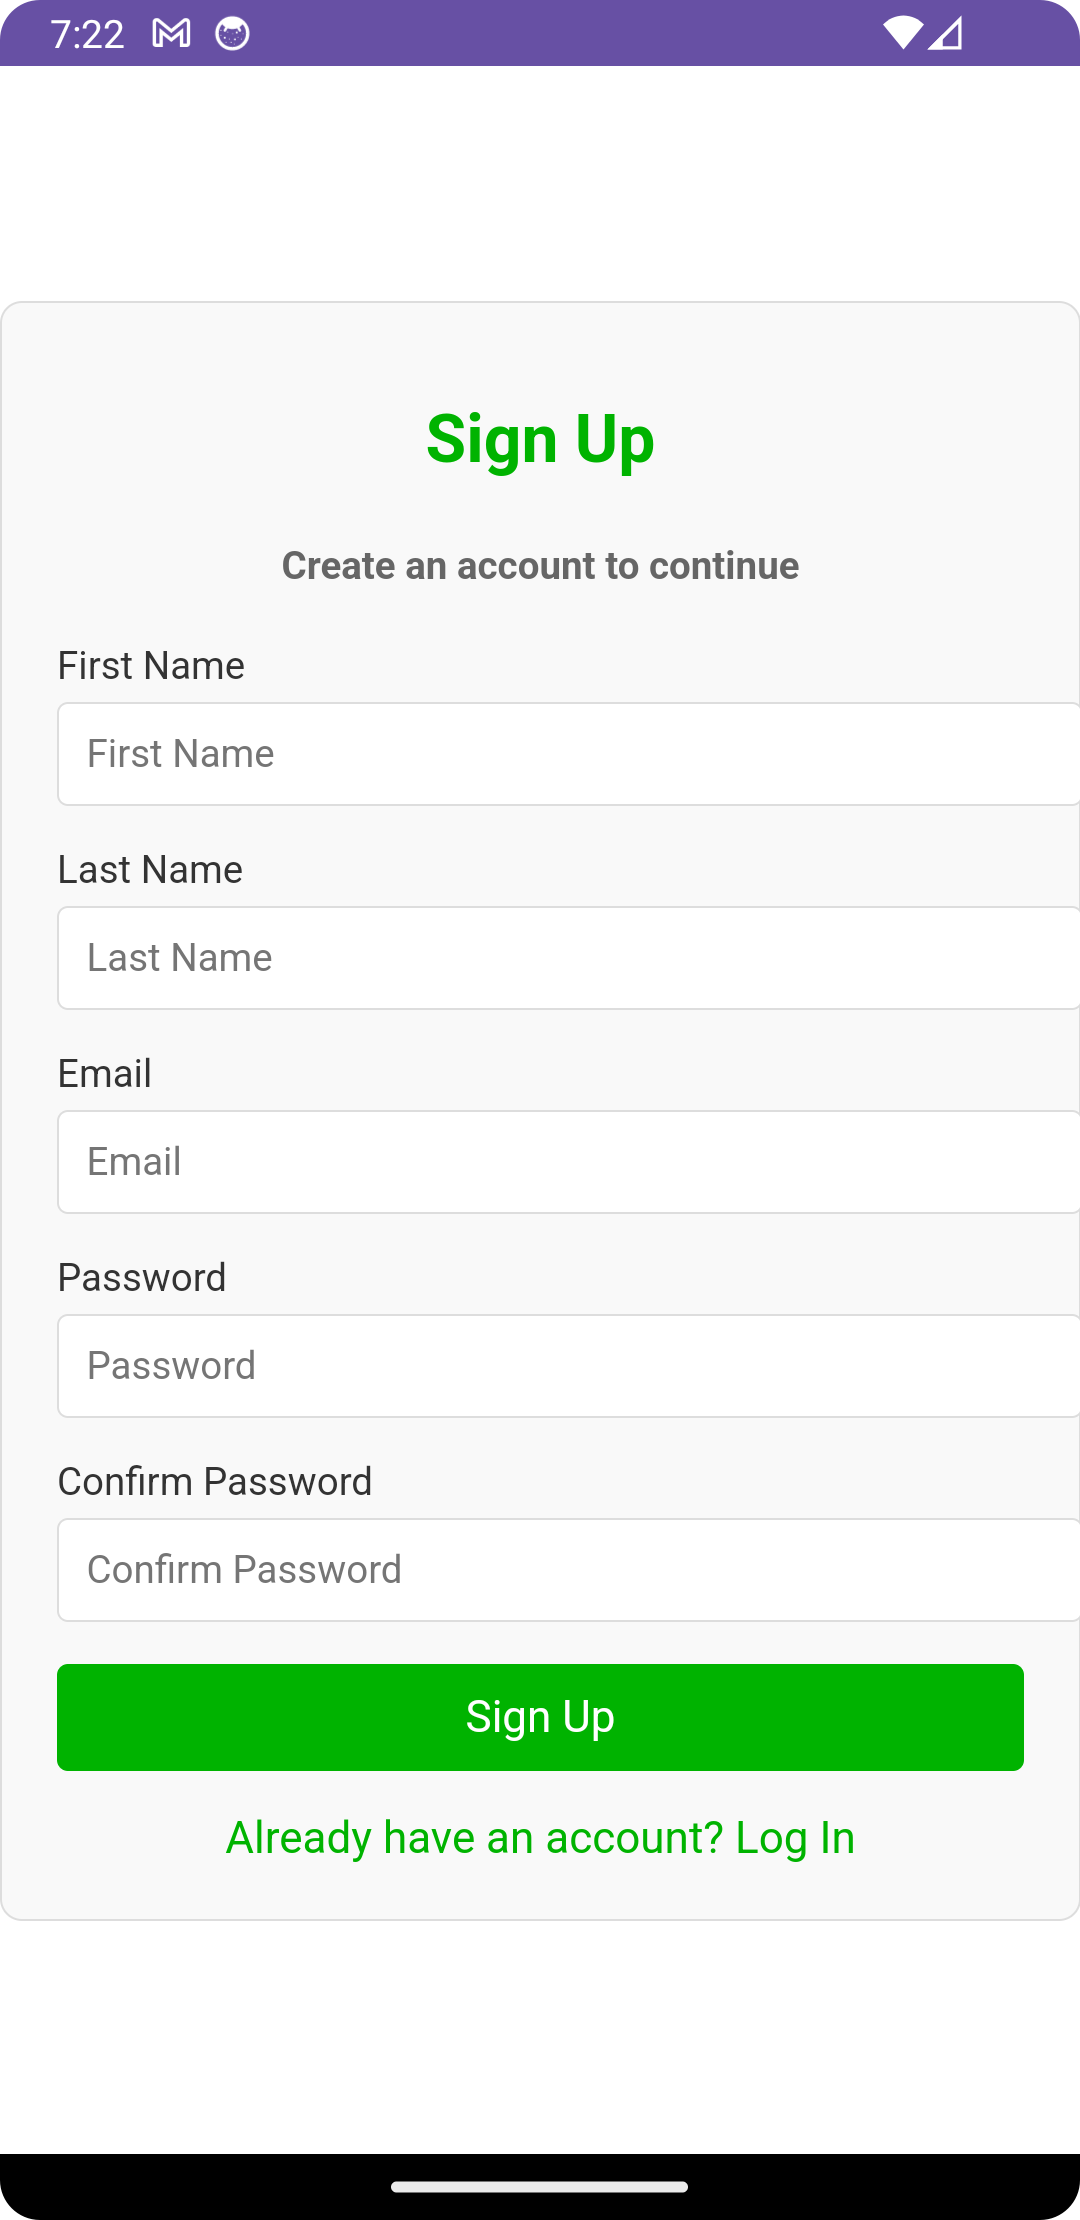 7:22
Sign Up
Create an account to continue
First Name
First Name
Last Name
Last Name
Email
Email
Password
Password
Confirm Password
Confirm Password
Sign Up
Already have an account? Log In